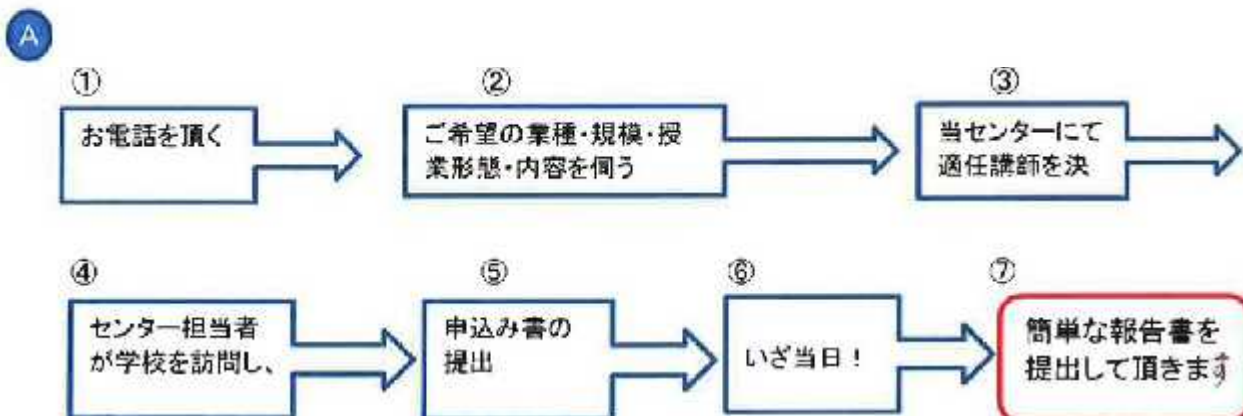 A
①
お電話を頂く
②
ご希望の業種・規模・授
業形態・内容を伺う
③
当センターにて
適任講師を決
④
センター担当者
が学校を訪問し、
⑤
申込み書の
提出
⑥
いざ当日!
⑦
簡単な報告書を
提出して頂きます